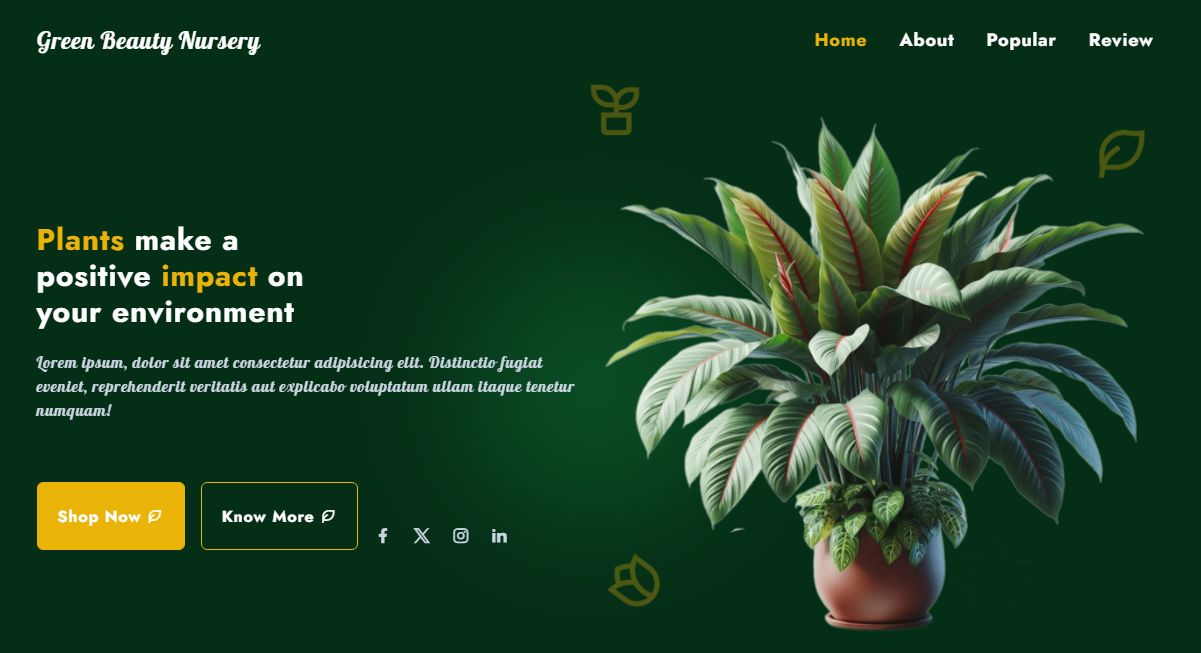 Green Beauty Nursery
Home About Popular Review
Plants make a
positive impact on
your environment
Lorem ipsum, dolor sit amet consectetur adipisicing elit. Distinctio fugiat
eveniet, reprehenderit veritatis aut explicabo voluptatum ullam itaque tenetur
numquam!
Shop Now
Know More